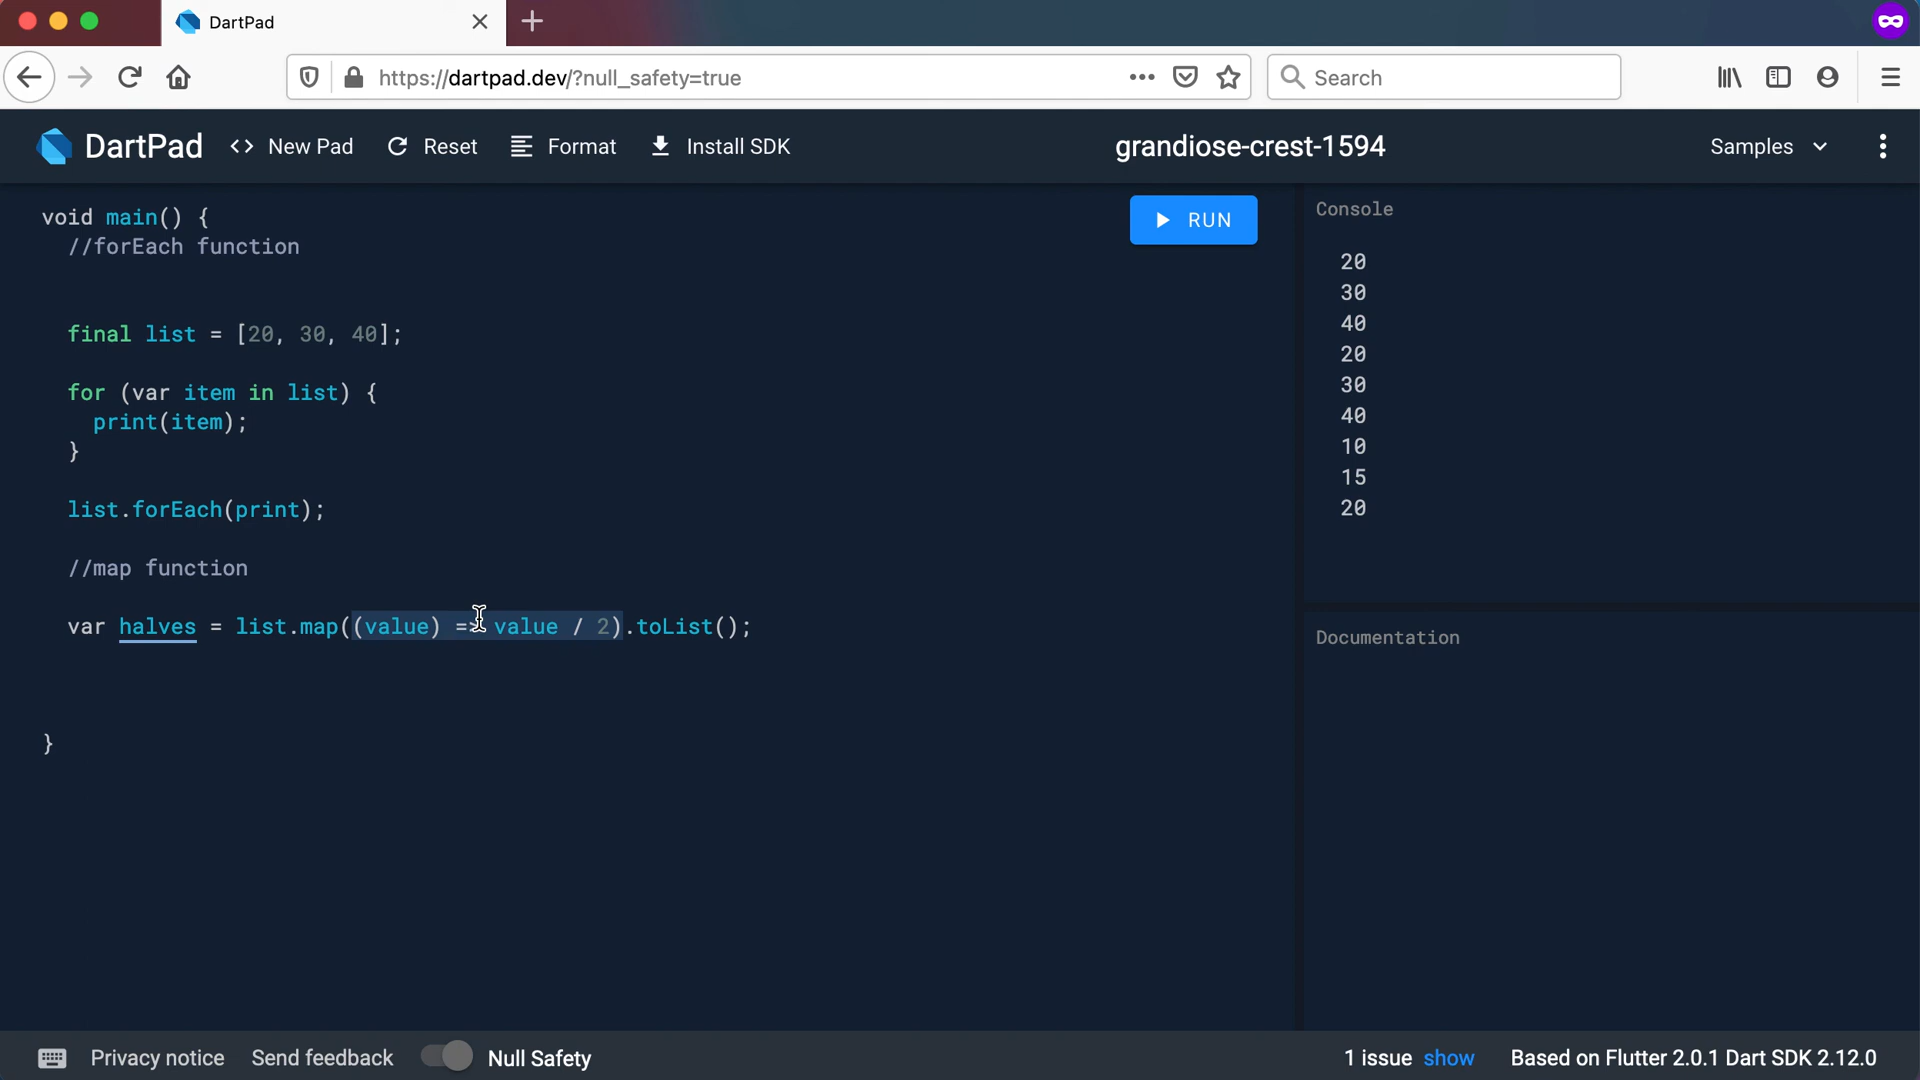 DartPad
https://dartpad.dev/?null_safety=true
Search
DartPad
<> New Pad
Reset
Format
Install SDK
grandiose-crest-1594
Samples
void main() {
//forEach function
final list = [20, 30, 40];
for (var item in list) {
print(item);
}
list.forEach(print);
//map function
var halves = list.map((value) => value / 2).toList();
}
RUN
Console
20
30
40
20
30
40
10
15
20
Documentation
Privacy notice
Send feedback
Null Safety
1 issue show
Based on Flutter 2.0.1 Dart SDK 2.12.0